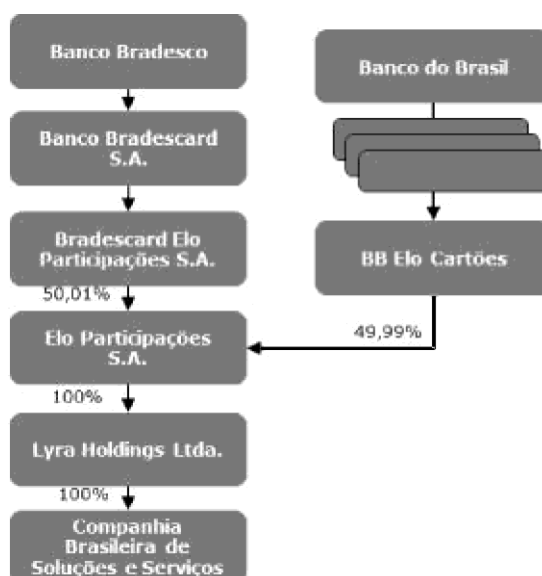 Banco Bradesco
Banco do Brasil
Banco Bradescard
S.A.
Bradescard Elo
Participações S.A.
BB Elo Cartões
50,01%
49,99%
Elo Participações
S.A.
100%
Lyra Holdings Ltda.
100%
Companhia
Brasileira de
Soluções e Serviços